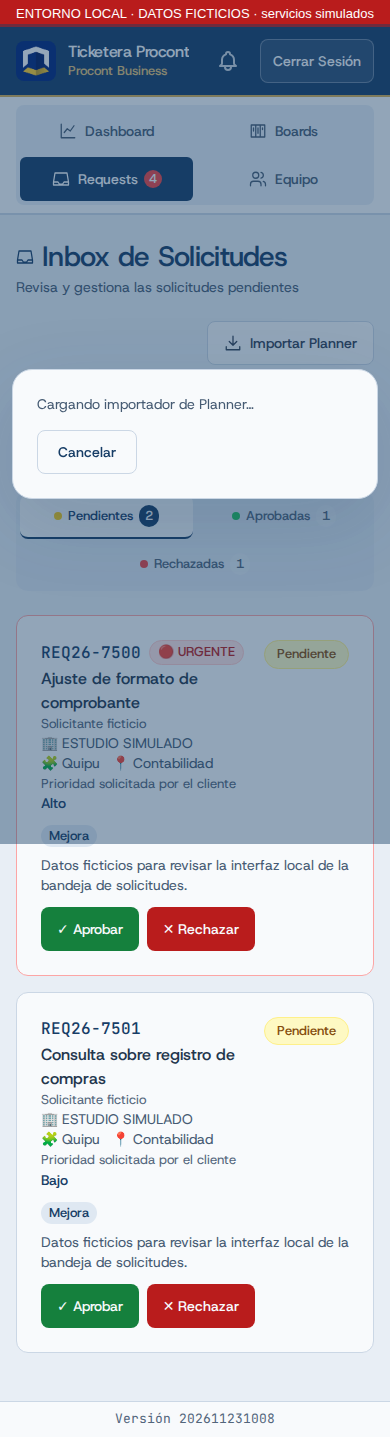 ENTORNO LOCAL · DATOS FICTICIOS · servicios simulados
Ticketera Procont
Procont Business
Cerrar Sesión
Dashboard
Boards
Requests 4
Equipo
Inbox de Solicitudes
Revisa y gestiona las solicitudes pendientes
Importar Planner
Cargando importador de Planner...
Cancelar
Pendientes 2
Aprobadas 1
Rechazadas 1
REQ26-7500 🔴 URGENTE
Pendiente
Ajuste de formato de
comprobante
Solicitante ficticio
🏢 ESTUDIO SIMULADO
🧩 Quipu 📍 Contabilidad
Prioridad solicitada por el cliente
Alto
Mejora
Datos ficticios para revisar la interfaz local de la
bandeja de solicitudes.
✓ Aprobar
✕ Rechazar
REQ26-7501
Pendiente
Consulta sobre registro de
compras
Solicitante ficticio
🏢 ESTUDIO SIMULADO
🧩 Quipu 📍 Contabilidad
Prioridad solicitada por el cliente
Bajo
Mejora
Datos ficticios para revisar la interfaz local de la
bandeja de solicitudes.
✓ Aprobar
✕ Rechazar
Versión 202611231008